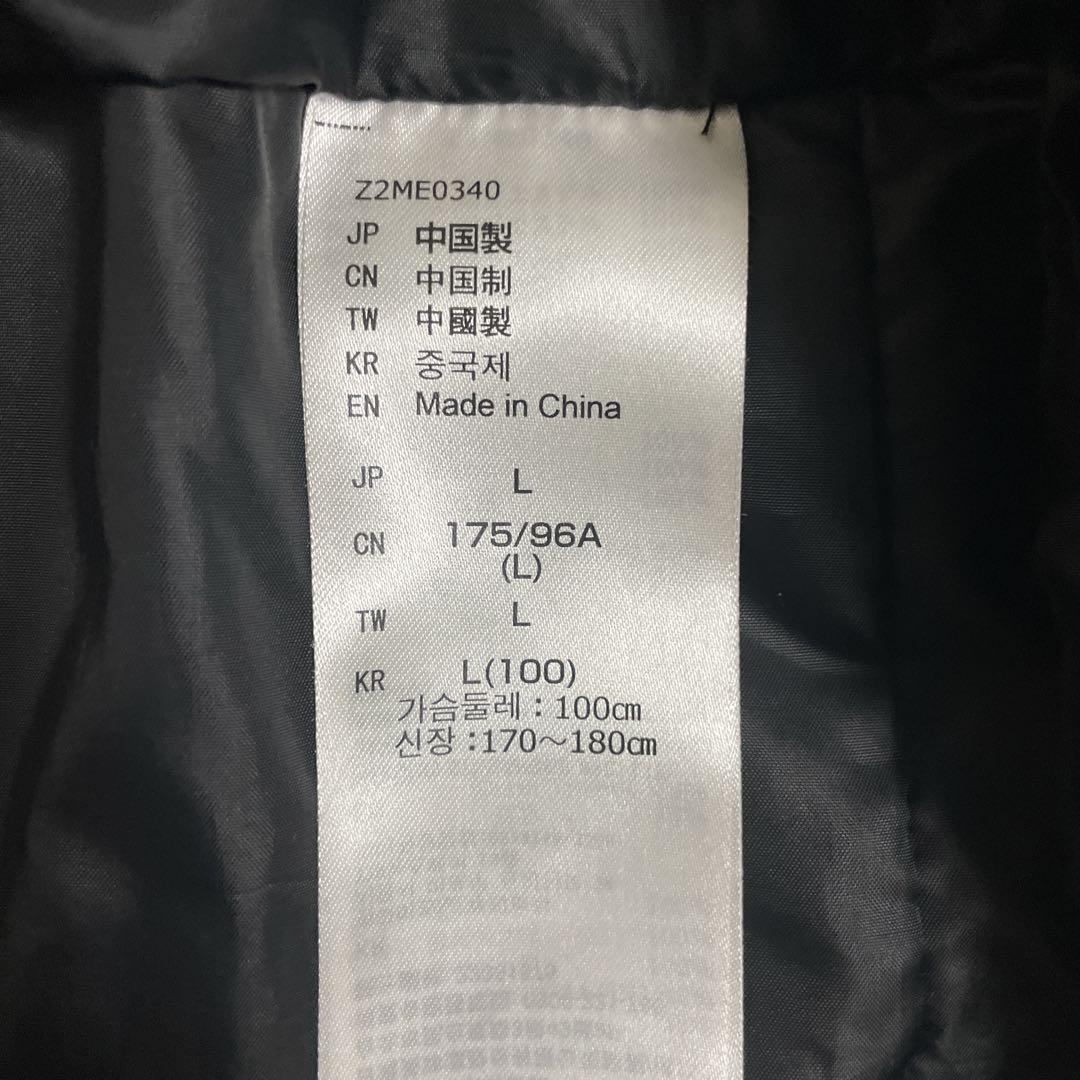 Z2ME0340
JP 中国製
CN 中国制
TW 中國製
KR 중국제
EN Made in China
JP L
CN 175/96A
(L)
TW L
KR L(100)
가슴둘레 : 100㎝
신장 :170～180㎝